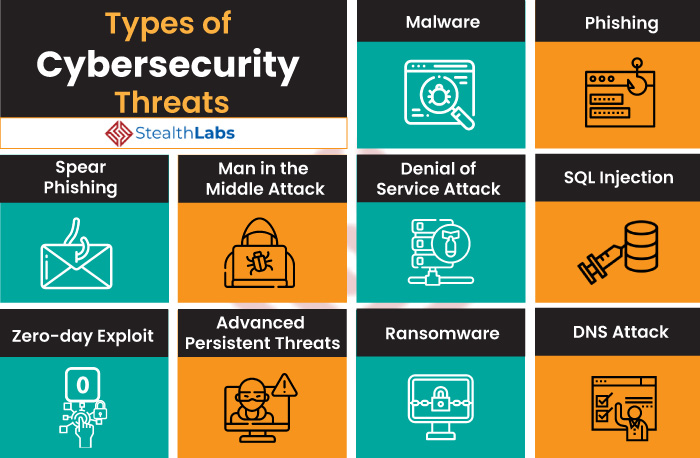 Types of
Cybersecurity
Threats
StealthLabs
Malware
Phishing
Spear
Phishing
Man in the
Middle Attack
Denial of
Service Attack
SQL Injection
Zero-day Exploit
0
Advanced
Persistent Threats
Ransomware
DNS Attack